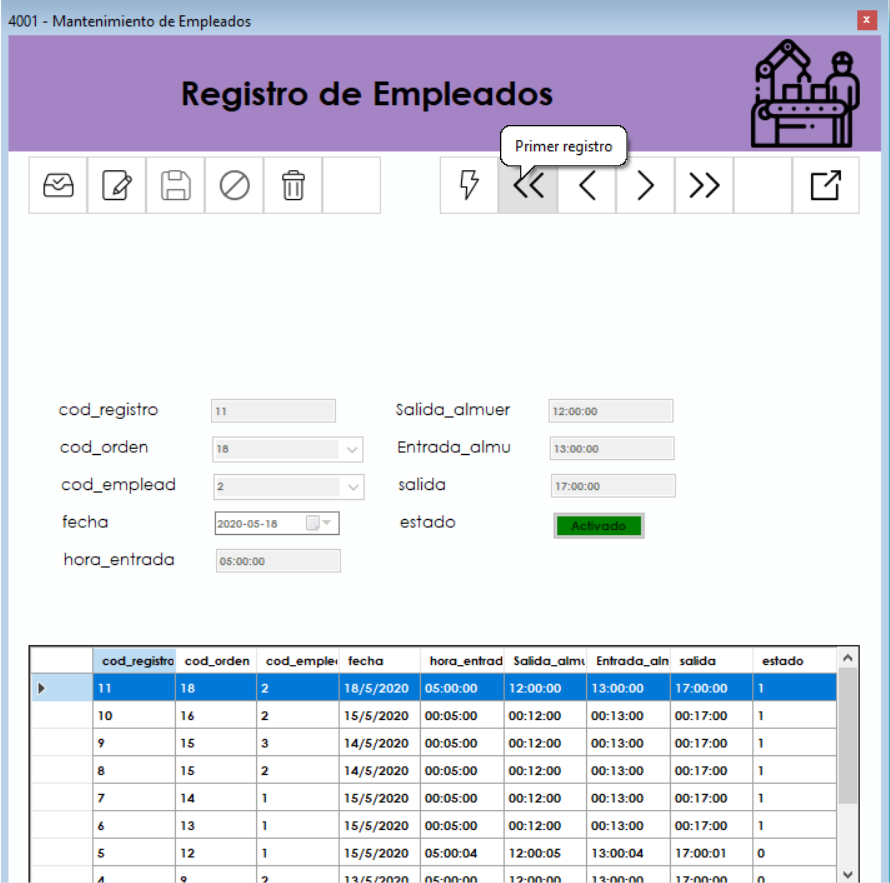 4001 - Mantenimiento de Empleados
Registro de Empleados
Primer registro
cod_registro 11 Salida_almuer 12:00:00
cod_orden 18 Entrada_almu 13:00:00
cod_emplead 2 salida 17:00:00
fecha 2020-05-18 estado Activado
hora_entrada 05:00:00
cod_registro cod_orden cod_emple fecha hora_entrad Salida_almu Entrada_aln salida estado
11 18 2 18/5/2020 05:00:00 12:00:00 13:00:00 17:00:00 1
10 16 2 15/5/2020 00:05:00 00:12:00 00:13:00 00:17:00 1
9 15 3 14/5/2020 00:05:00 00:12:00 00:13:00 00:17:00 1
8 15 2 14/5/2020 00:05:00 00:12:00 00:13:00 00:17:00 1
7 14 1 15/5/2020 00:05:00 00:12:00 00:13:00 00:17:00 1
6 13 1 15/5/2020 00:05:00 00:12:00 00:13:00 00:17:00 1
5 12 1 15/5/2020 05:00:04 12:00:05 13:00:04 17:00:01 0
4 9 2 13/5/2020 05:00:00 12:00:00 13:00:00 17:00:00 0